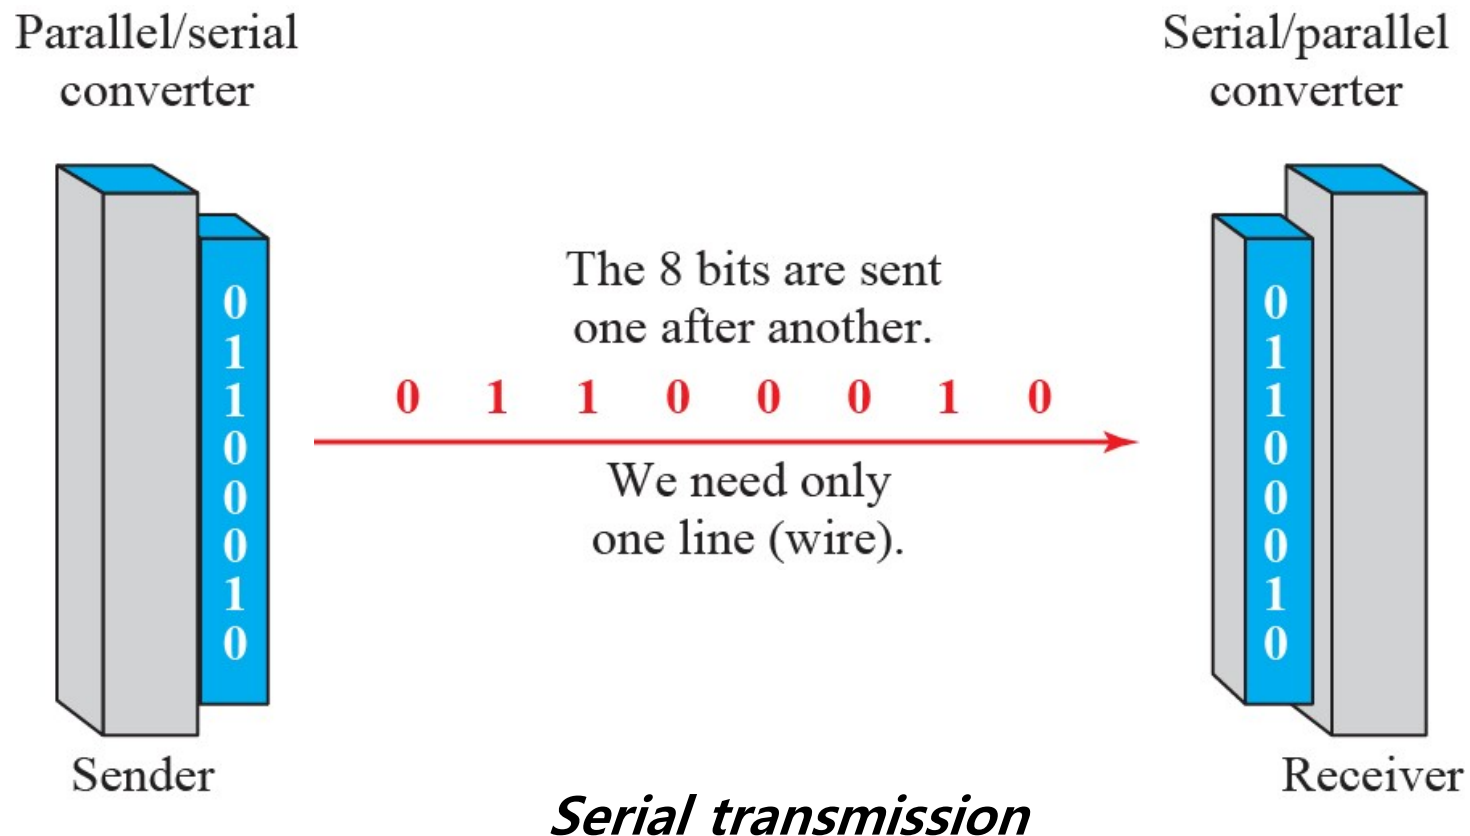 Parallel/serial
converter
Serial/parallel
converter
0
1
1
0
0
0
1
0
The 8 bits are sent
one after another.
0 1 1 0 0 0 1 0
We need only
one line (wire).
0
1
1
0
0
0
1
0
Sender
Receiver
Serial transmission